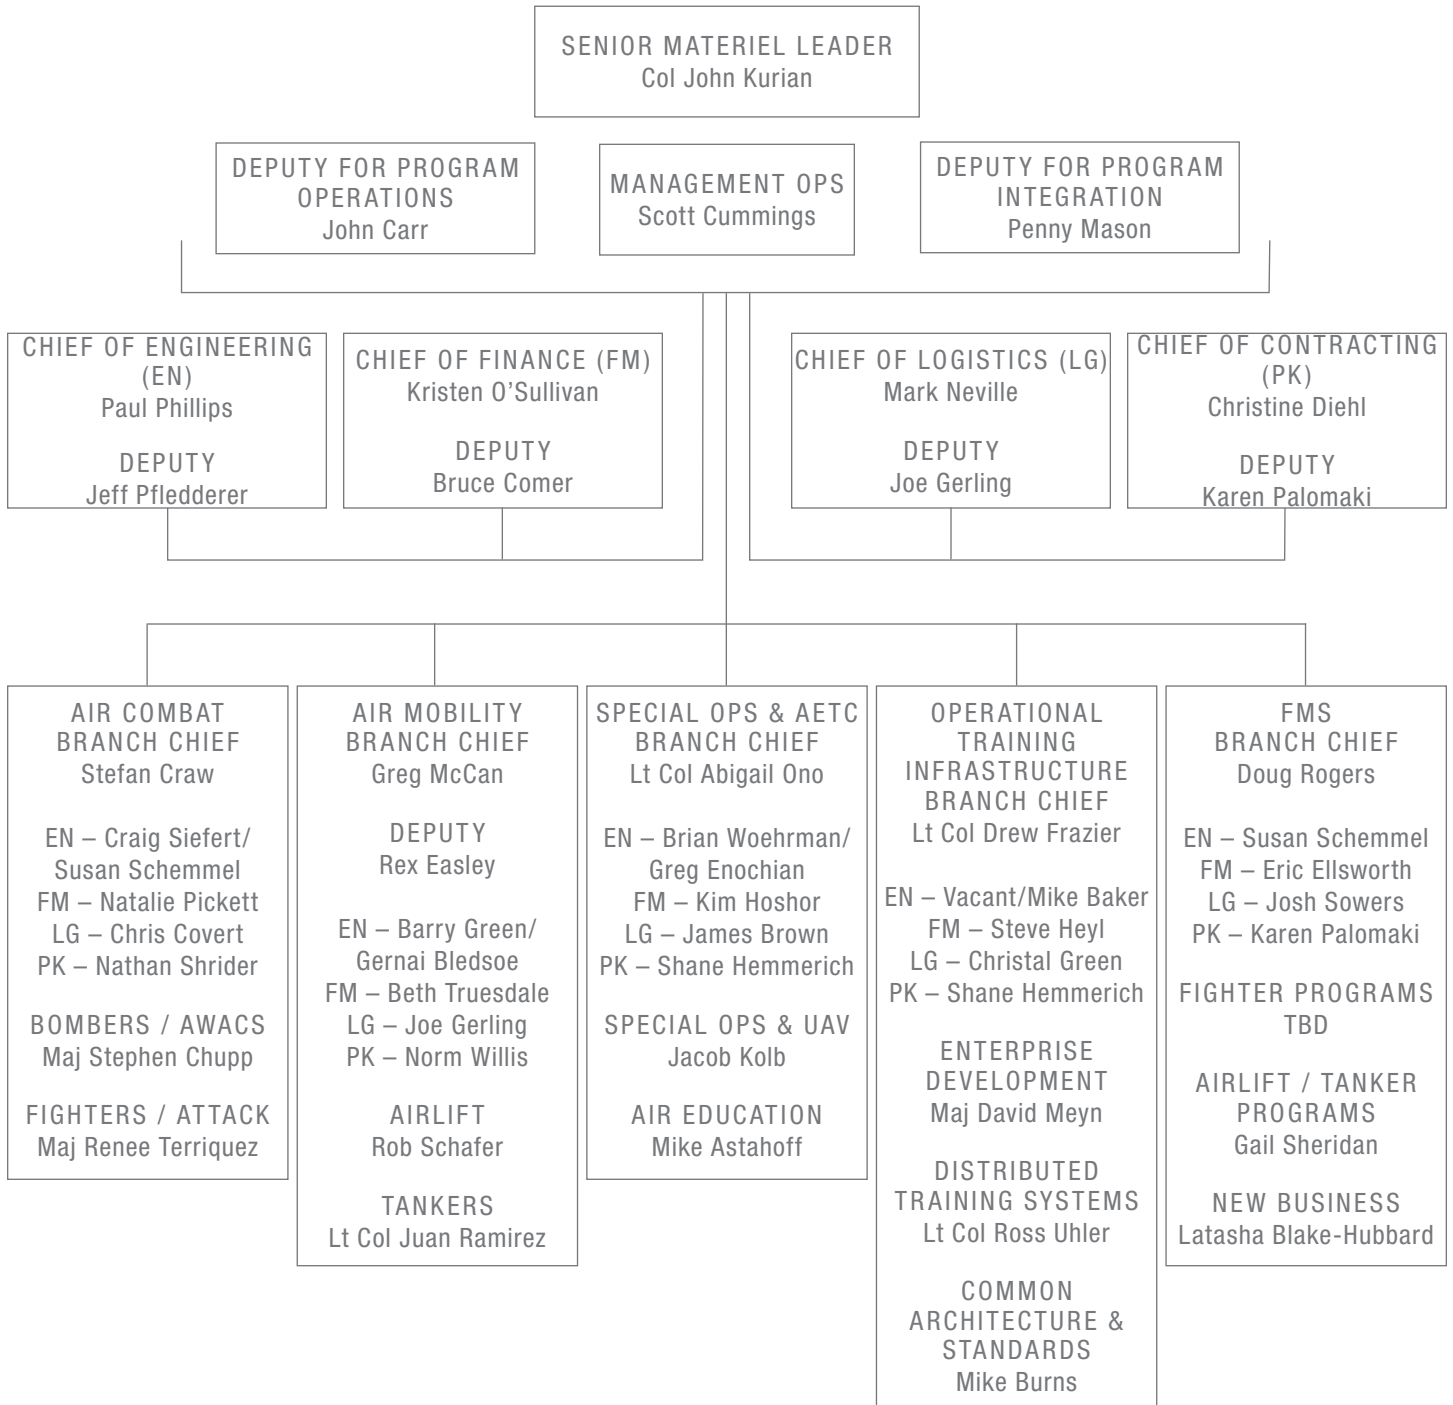 SENIOR MATERIEL LEADER
Col John Kurian
DEPUTY FOR PROGRAM
OPERATIONS
John Carr
MANAGEMENT OPS
Scott Cummings
DEPUTY FOR PROGRAM
INTEGRATION
Penny Mason
CHIEF OF ENGINEERING
(EN)
Paul Phillips
DEPUTY
Jeff Pfledderer
CHIEF OF FINANCE (FM)
Kristen O’Sullivan
DEPUTY
Bruce Comer
CHIEF OF LOGISTICS (LG)
Mark Neville
DEPUTY
Joe Gerling
CHIEF OF CONTRACTING
(PK)
Christine Diehl
DEPUTY
Karen Palomaki
AIR COMBAT
BRANCH CHIEF
Stefan Craw
EN – Craig Siefert/
Susan Schemmel
FM – Natalie Pickett
LG – Chris Covert
PK – Nathan Shrider
BOMBERS / AWACS
Maj Stephen Chupp
FIGHTERS / ATTACK
Maj Renee Terriquez
AIR MOBILITY
BRANCH CHIEF
Greg McCan
DEPUTY
Rex Easley
EN – Barry Green/
Gernai Bledsoe
FM – Beth Truesdale
LG – Joe Gerling
PK – Norm Willis
AIRLIFT
Rob Schafer
TANKERS
Lt Col Juan Ramirez
SPECIAL OPS & AETC
BRANCH CHIEF
Lt Col Abigail Ono
EN – Brian Woehrman/
Greg Enochian
FM – Kim Hoshor
LG – James Brown
PK – Shane Hemmerich
SPECIAL OPS & UAV
Jacob Kolb
AIR EDUCATION
Mike Astahoff
OPERATIONAL
TRAINING
INFRASTRUCTURE
BRANCH CHIEF
Lt Col Drew Frazier
EN – Vacant/Mike Baker
FM – Steve Heyl
LG – Christal Green
PK – Shane Hemmerich
ENTERPRISE
DEVELOPMENT
Maj David Meyn
DISTRIBUTED
TRAINING SYSTEMS
Lt Col Ross Uhler
COMMON
ARCHITECTURE &
STANDARDS
Mike Burns
FMS
BRANCH CHIEF
Doug Rogers
EN – Susan Schemmel
FM – Eric Ellsworth
LG – Josh Sowers
PK – Karen Palomaki
FIGHTER PROGRAMS
TBD
AIRLIFT / TANKER
PROGRAMS
Gail Sheridan
NEW BUSINESS
Latasha Blake-Hubbard